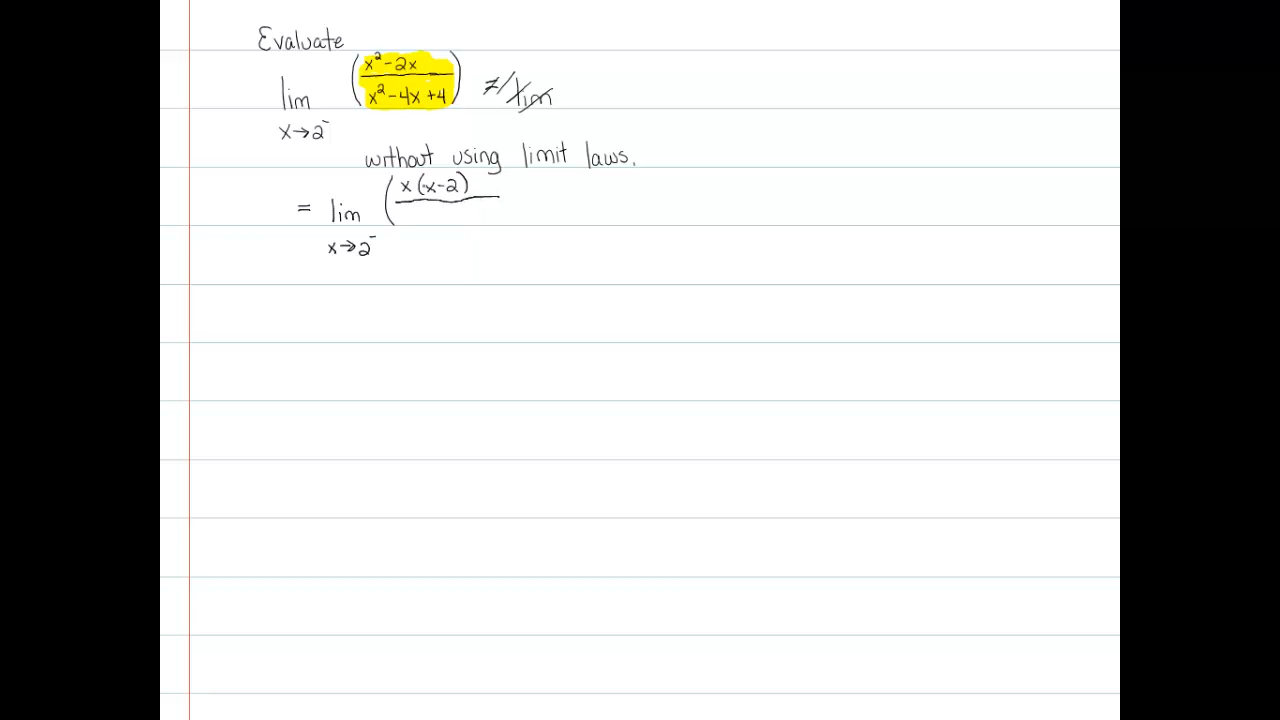 Evaluate
lim x→2⁻ ( (x² - 2x) / (x² - 4x + 4) ) ≠ lim
without using limit laws.
= lim x→2⁻ ( x(x-2)